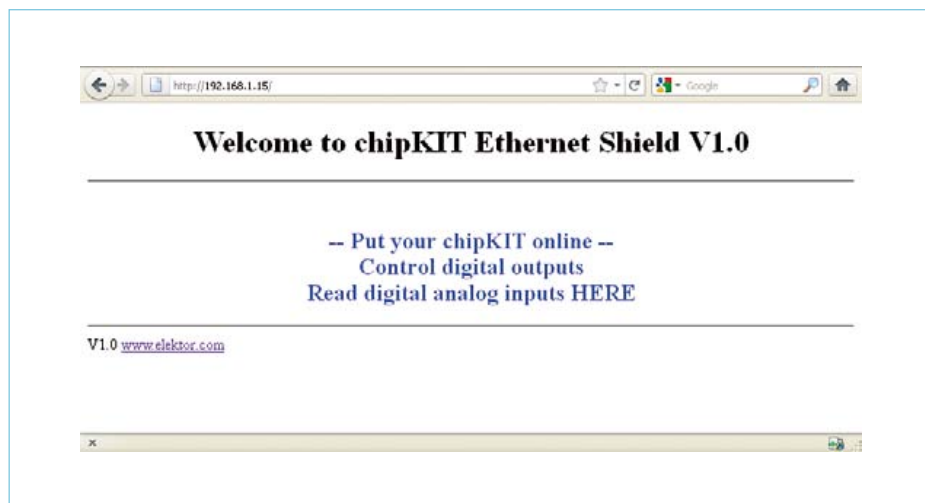 http://192.168.1.15/
Google
Welcome to chipKIT Ethernet Shield V1.0
-- Put your chipKIT online --
Control digital outputs
Read digital analog inputs HERE
V1.0 www.elektor.com
x